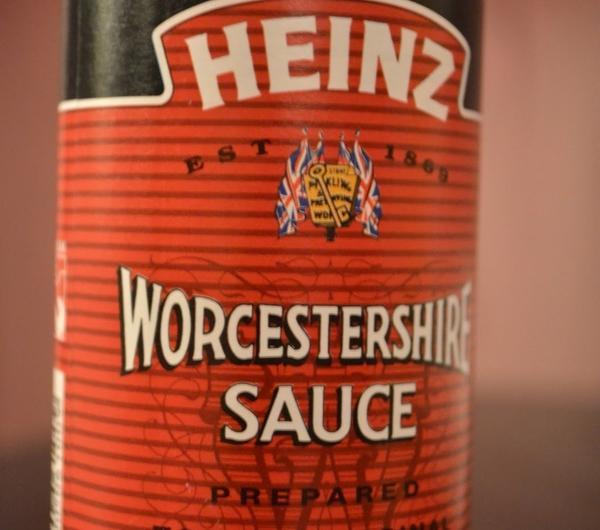 HEINZ
EST 1869
WORCESTERSHIRE
SAUCE
PREPARED